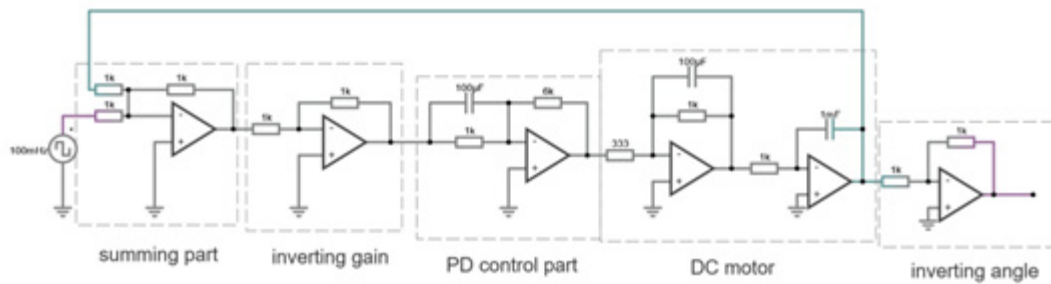 1k
1k
1k
1k
1k
100µF
1k
6k
333
100µF
1k
1k
1mF
1k
1k
100mHz
-
+
-
+
-
+
-
+
-
+
-
+
summing part
inverting gain
PD control part
DC motor
inverting angle